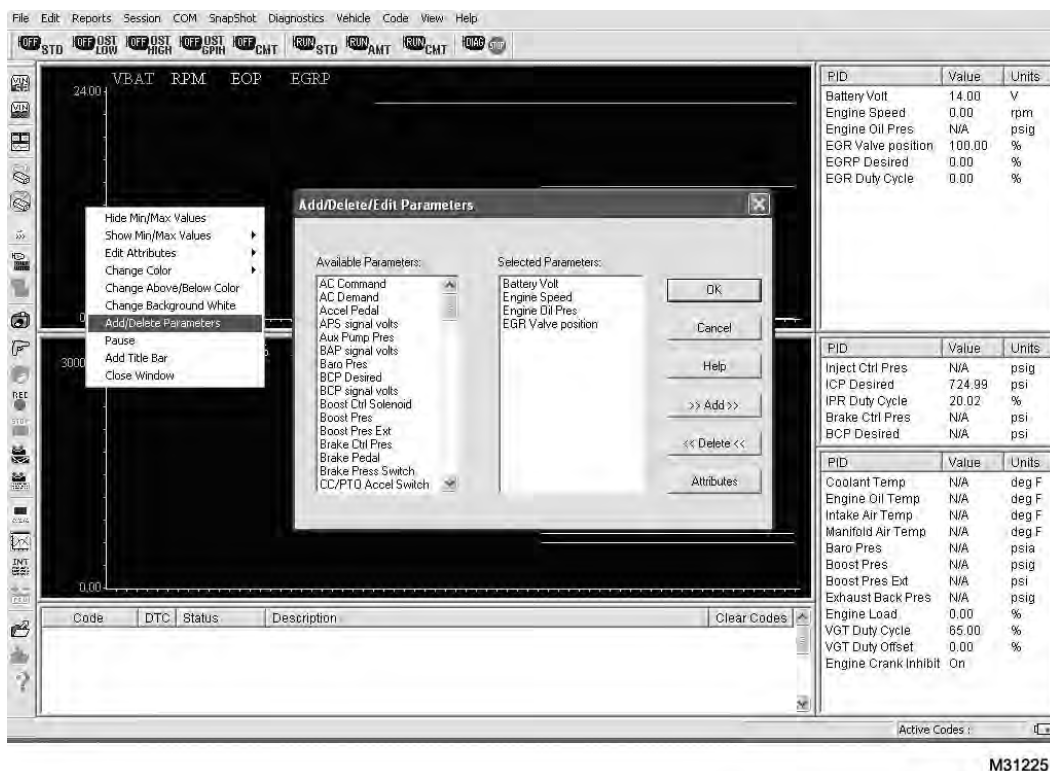 File Edit Reports Session COM SnapShot Diagnostics Vehicle Code View Help
OFF STD OFF OST LOW OFF OST HIGH OFF OST GPIH OFF CMT RUN STD RUN AMT RUN CMT DIAG STOP
VIN
VIN
REC
STOP
INT
VBAT RPM EOP EGRP
24.00
PID Value Units
Battery Volt 14.00 V
Engine Speed 0.00 rpm
Engine Oil Pres N/A psig
EGR Valve position 100.00 %
EGRP Desired 0.00 %
EGR Duty Cycle 0.00 %
Hide Min/Max Values
Show Min/Max Values
Edit Attributes
Change Color
Change Above/Below Color
Change Background White
Add/Delete Parameters
Pause
Add Title Bar
Close Window
Add/Delete/Edit Parameters
Available Parameters:
AC Command
AC Demand
Accel Pedal
APS signal volts
Aux Pump Pres
BAP signal volts
Baro Pres
BCP Desired
BCP signal volts
Boost Ctrl Solenoid
Boost Pres
Boost Pres Ext
Brake Ctrl Pres
Brake Pedal
Brake Press Switch
CC/PTO Accel Switch
Selected Parameters:
Battery Volt
Engine Speed
Engine Oil Pres
EGR Valve position
OK
Cancel
Help
>> Add >>
<< Delete <<
Attributes
3000
0.00
PID Value Units
Inject Ctrl Pres N/A psig
ICP Desired 724.99 psi
IPR Duty Cycle 20.02 %
Brake Ctrl Pres N/A psi
BCP Desired N/A psi
PID Value Units
Coolant Temp N/A deg F
Engine Oil Temp N/A deg F
Intake Air Temp N/A deg F
Manifold Air Temp N/A deg F
Baro Pres N/A psia
Boost Pres N/A psig
Boost Pres Ext N/A psi
Exhaust Back Pres N/A psig
Engine Load 0.00 %
VGT Duty Cycle 65.00 %
VGT Duty Offset 0.00 %
Engine Crank Inhibit On
Code DTC Status Description Clear Codes
Active Codes :
M31225